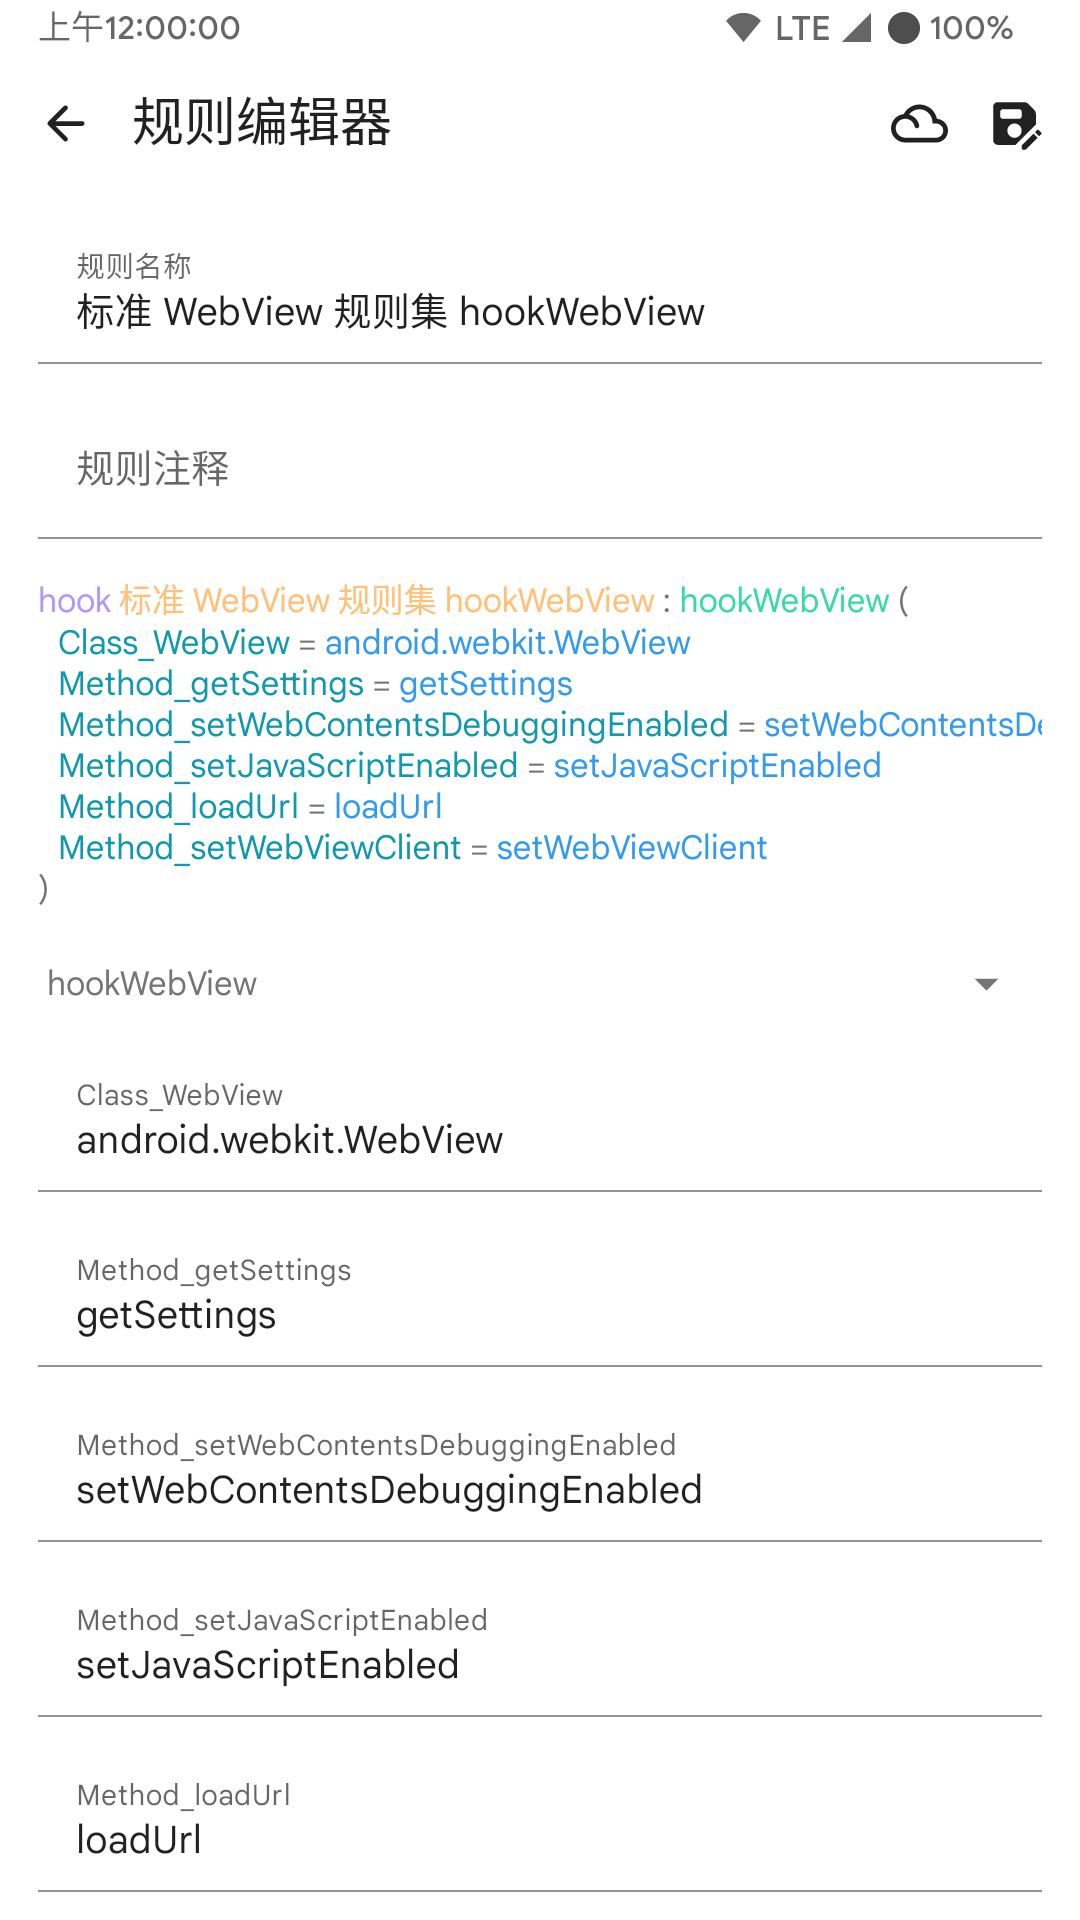 上午12:00:00 LTE 100%
规则编辑器
规则名称
标准 WebView 规则集 hookWebView
规则注释
hook 标准 WebView 规则集 hookWebView : hookWebView (
Class_WebView = android.webkit.WebView
Method_getSettings = getSettings
Method_setWebContentsDebuggingEnabled = setWebContentsDe
Method_setJavaScriptEnabled = setJavaScriptEnabled
Method_loadUrl = loadUrl
Method_setWebViewClient = setWebViewClient
)
hookWebView
Class_WebView
android.webkit.WebView
Method_getSettings
getSettings
Method_setWebContentsDebuggingEnabled
setWebContentsDebuggingEnabled
Method_setJavaScriptEnabled
setJavaScriptEnabled
Method_loadUrl
loadUrl